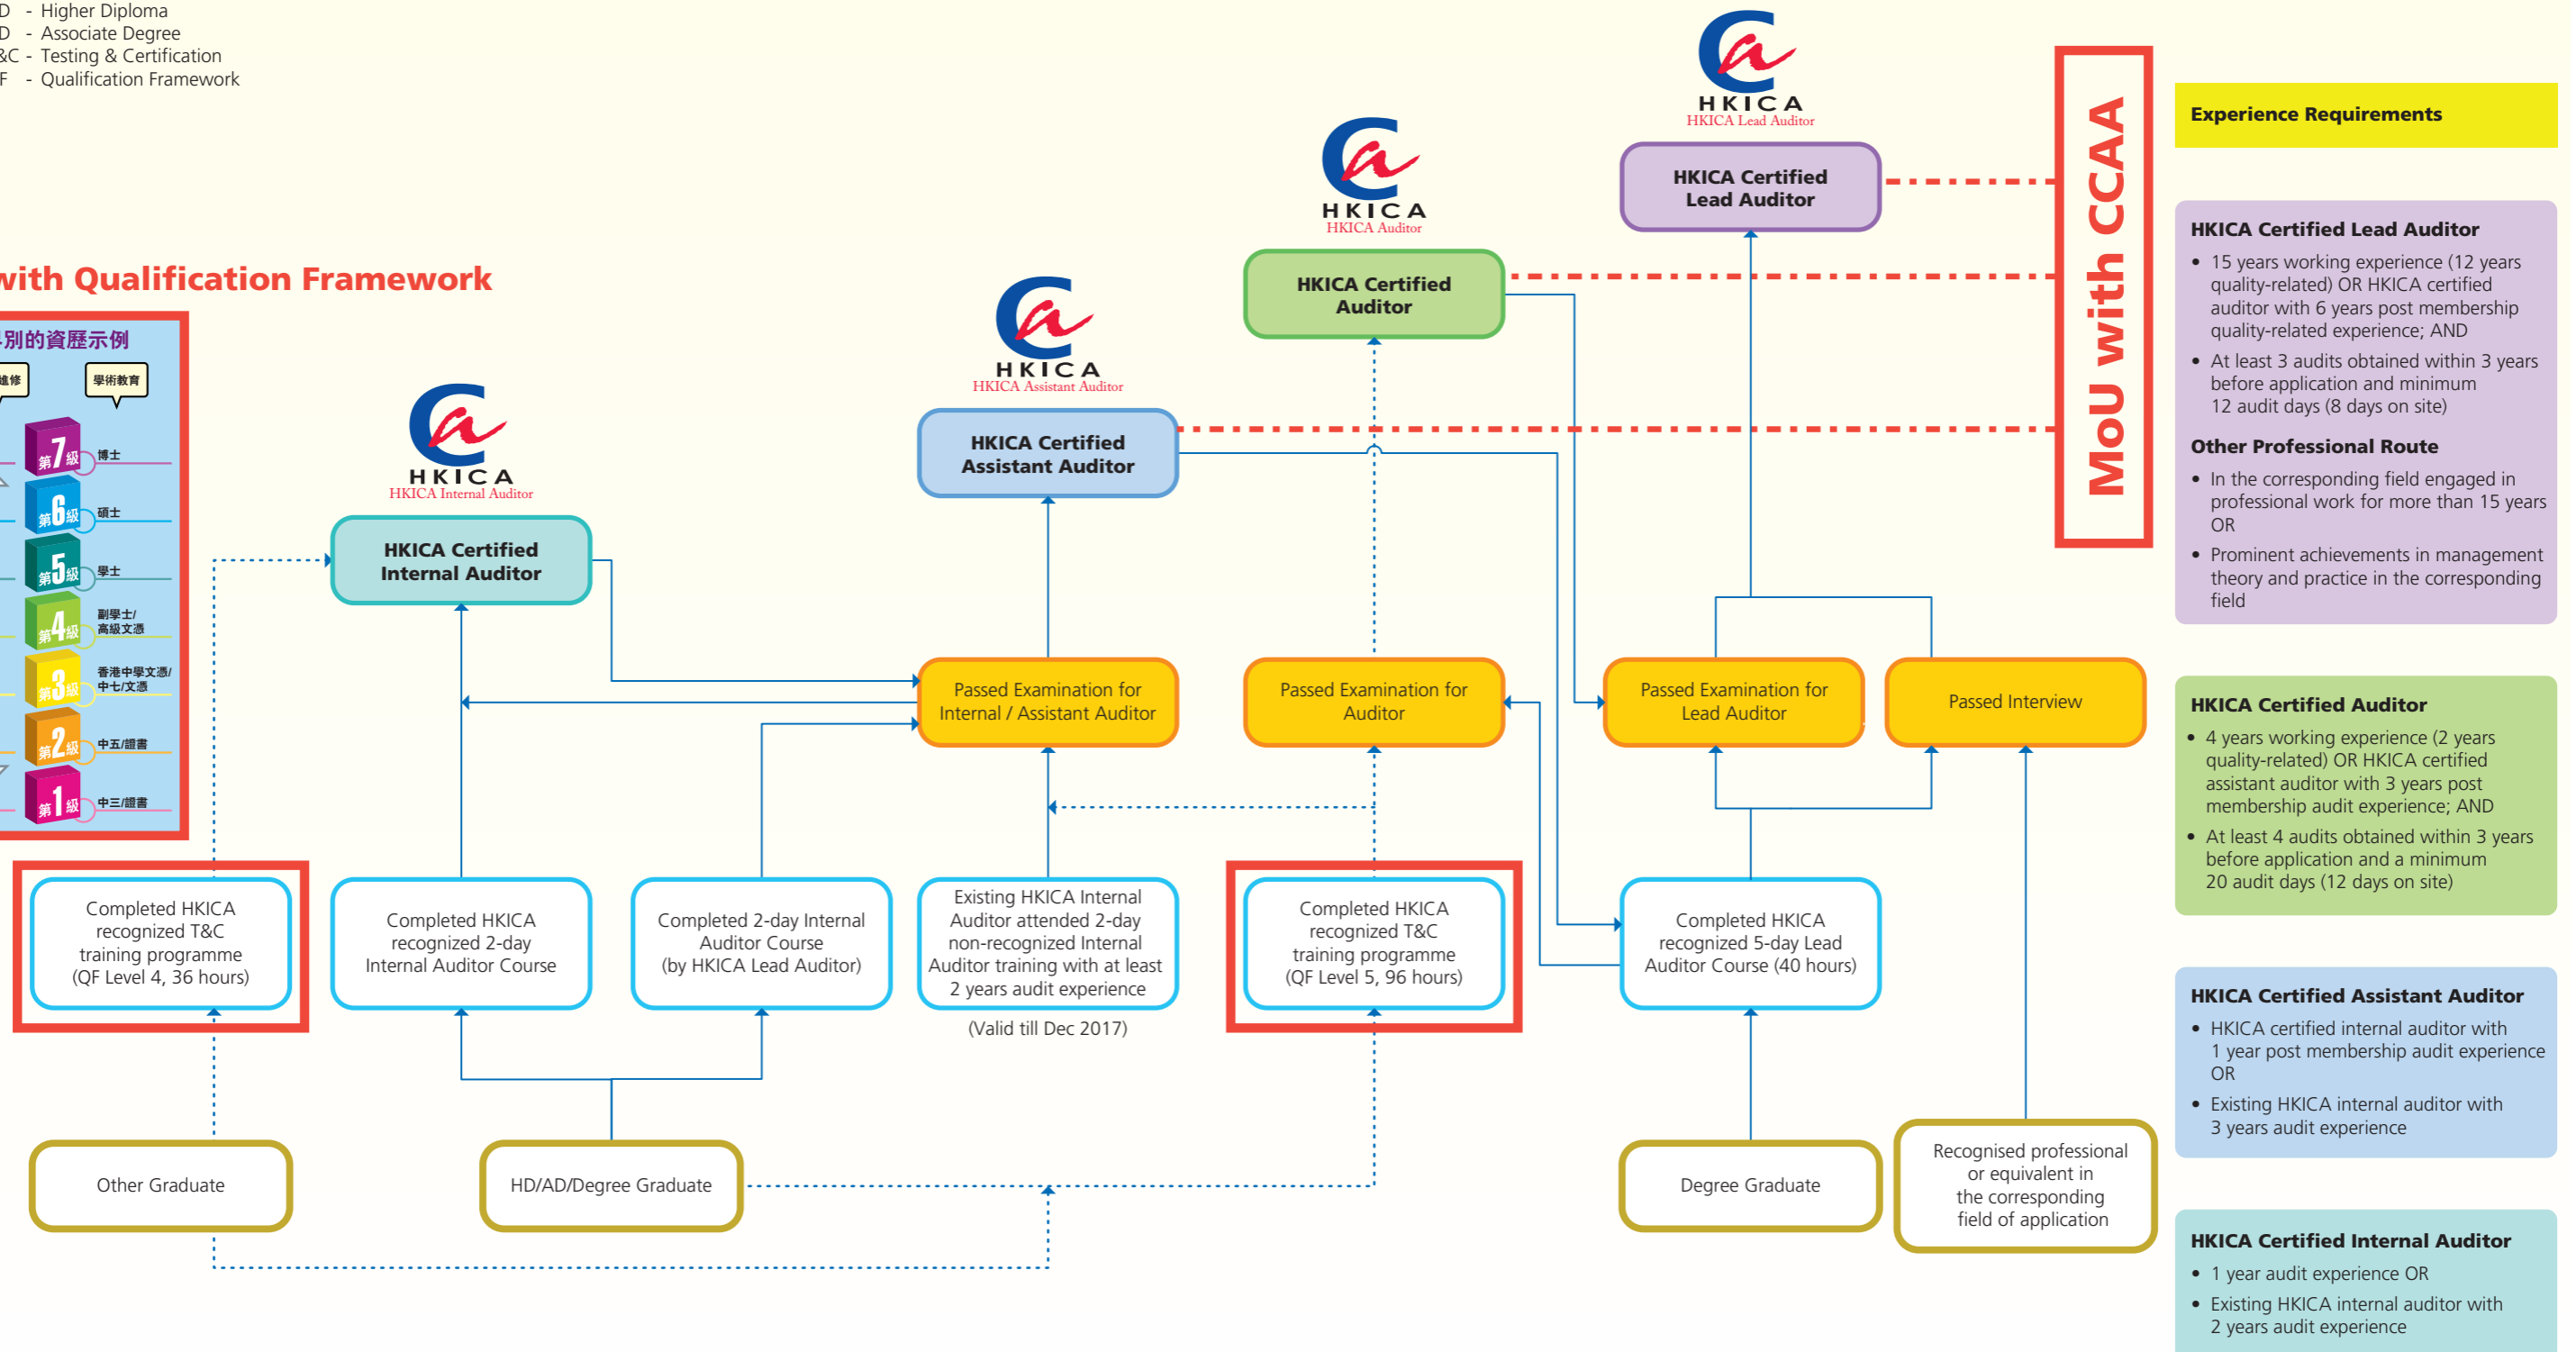 D - Higher Diploma
D - Associate Degree
&C - Testing & Certification
F - Qualification Framework
with Qualification Framework
別的資歷示例
進修
學術教育
第7級
博士
第6級
碩士
第5級
學士
第4級
副學士/
高級文憑
第3級
香港中學文憑/
中七/文憑
第2級
中五/證書
第1級
中三/證書
HKICA
HKICA Internal Auditor
HKICA Certified
Internal Auditor
HKICA
HKICA Assistant Auditor
HKICA Certified
Assistant Auditor
HKICA
HKICA Auditor
HKICA Certified
Auditor
HKICA
HKICA Lead Auditor
HKICA Certified
Lead Auditor
MoU with CCAA
Passed Examination for
Internal / Assistant Auditor
Passed Examination for
Auditor
Passed Examination for
Lead Auditor
Passed Interview
Completed HKICA
recognized T&C
training programme
(QF Level 4, 36 hours)
Completed HKICA
recognized 2-day
Internal Auditor Course
Completed 2-day Internal
Auditor Course
(by HKICA Lead Auditor)
Existing HKICA Internal
Auditor attended 2-day
non-recognized Internal
Auditor training with at least
2 years audit experience
(Valid till Dec 2017)
Completed HKICA
recognized T&C
training programme
(QF Level 5, 96 hours)
Completed HKICA
recognized 5-day Lead
Auditor Course (40 hours)
Other Graduate
HD/AD/Degree Graduate
Degree Graduate
Recognised professional
or equivalent in
the corresponding
field of application
Experience Requirements
HKICA Certified Lead Auditor
• 15 years working experience (12 years
quality-related) OR HKICA certified
auditor with 6 years post membership
quality-related experience; AND
• At least 3 audits obtained within 3 years
before application and minimum
12 audit days (8 days on site)
Other Professional Route
• In the corresponding field engaged in
professional work for more than 15 years
OR
• Prominent achievements in management
theory and practice in the corresponding
field
HKICA Certified Auditor
• 4 years working experience (2 years
quality-related) OR HKICA certified
assistant auditor with 3 years post
membership audit experience; AND
• At least 4 audits obtained within 3 years
before application and a minimum
20 audit days (12 days on site)
HKICA Certified Assistant Auditor
• HKICA certified internal auditor with
1 year post membership audit experience
OR
• Existing HKICA internal auditor with
3 years audit experience
HKICA Certified Internal Auditor
• 1 year audit experience OR
• Existing HKICA internal auditor with
2 years audit experience